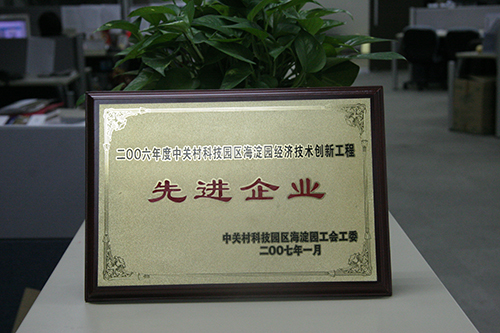 二〇〇六年度中关村科技园区海淀园经济技术创新工程
先进企业
中关村科技园区海淀园工会工委
二〇〇七年一月